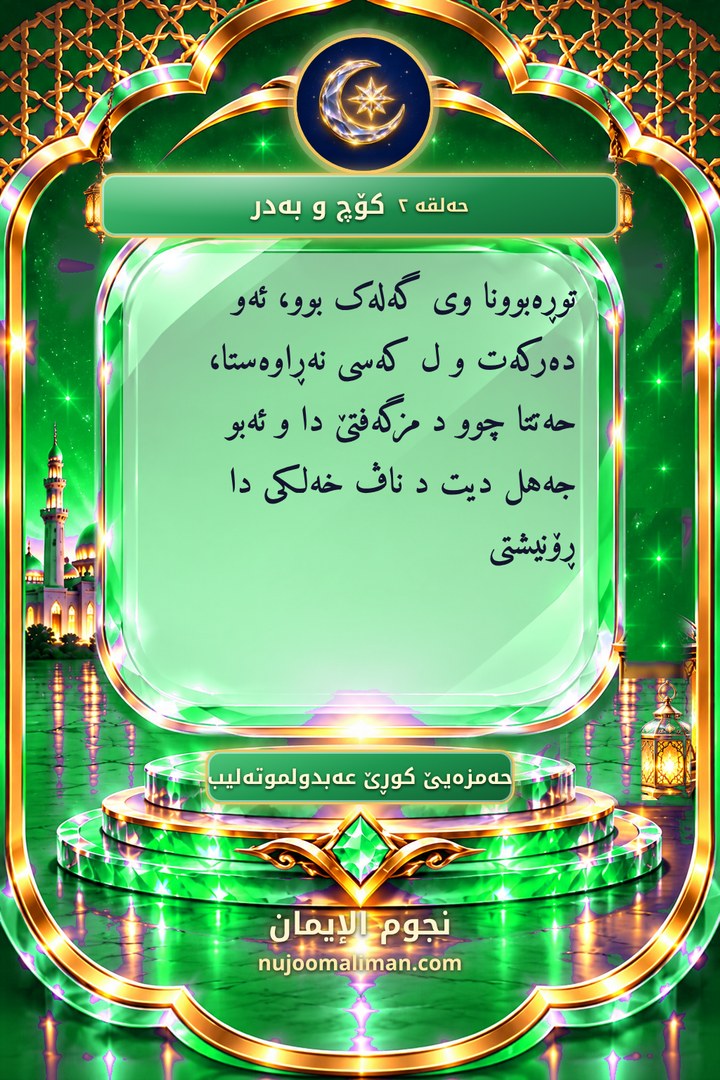 حەلقە ٢ کۆچ و بەدر
توڕەبوونا وی گەلەک بوو، ئەو
دەرکەت و ل کەسی نەڕاوەستا،
حەتتا چوو د مزگەفتێ دا و ئەبو
جەهل دیت د ناڤ خەلکی دا
ڕۆنیشتی
حەمزەیێ کوڕێ عەبدولموتەلیب
نجوم الإيمان
nujoomaliman.com